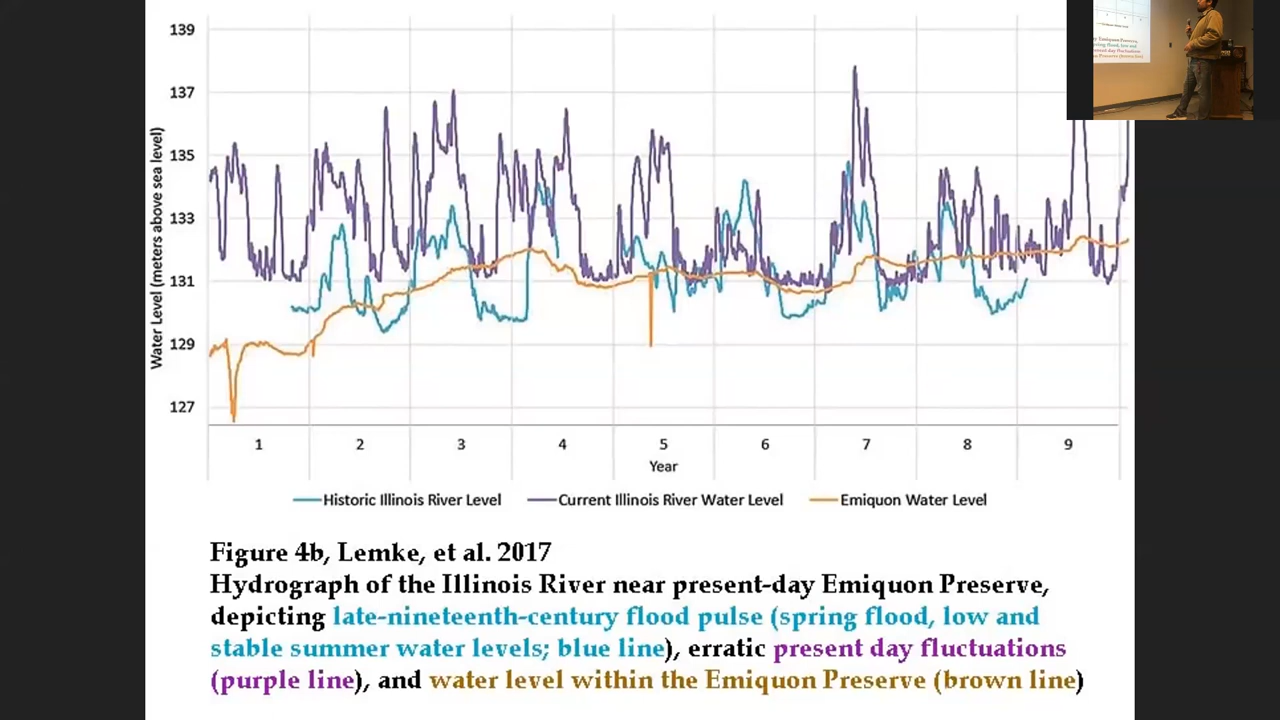 139
137
135
133
131
129
127
Water Level (meters above sea level)
1 2 3 4 5 6 7 8 9
Year
Historic Illinois River Level Current Illinois River Water Level Emiquon Water Level
Figure 4b, Lemke, et al. 2017
Hydrograph of the Illinois River near present-day Emiquon Preserve,
depicting late-nineteenth-century flood pulse (spring flood, low and
stable summer water levels; blue line), erratic present day fluctuations
(purple line), and water level within the Emiquon Preserve (brown line)